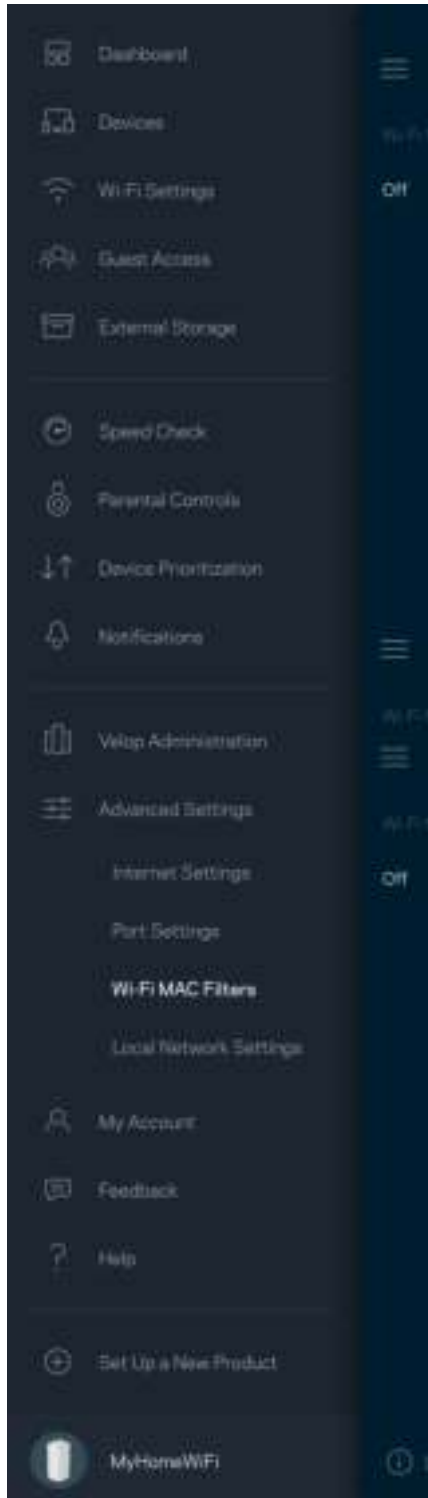 Dashboard
Devices
Wi-Fi Settings
Off
Guest Access
External Storage
Speed Check
Parental Controls
Device Prioritization
Notifications
Velop Administration
Advanced Settings
Internet Settings
Off
Port Settings
Wi-Fi MAC Filters
Local Network Settings
My Account
Feedback
Help
Set Up a New Product
MyHomeWiFi